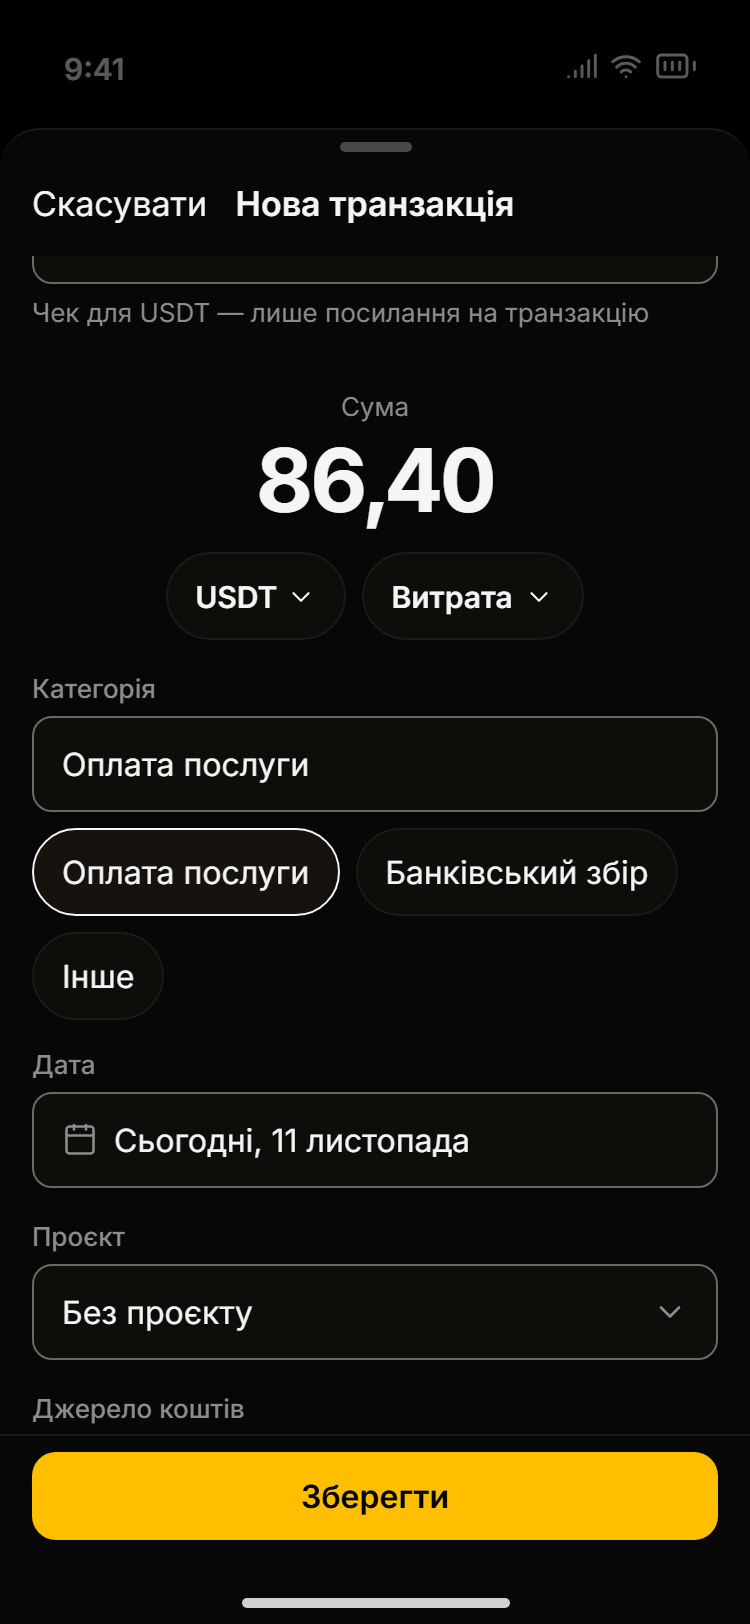 9:41
Скасувати Нова транзакція
Чек для USDT — лише посилання на транзакцію
Сума
86,40
USDT Витрата
Категорія
Оплата послуги
Оплата послуги Банківський збір
Інше
Дата
Сьогодні, 11 листопада
Проєкт
Без проєкту
Джерело коштів
Зберегти